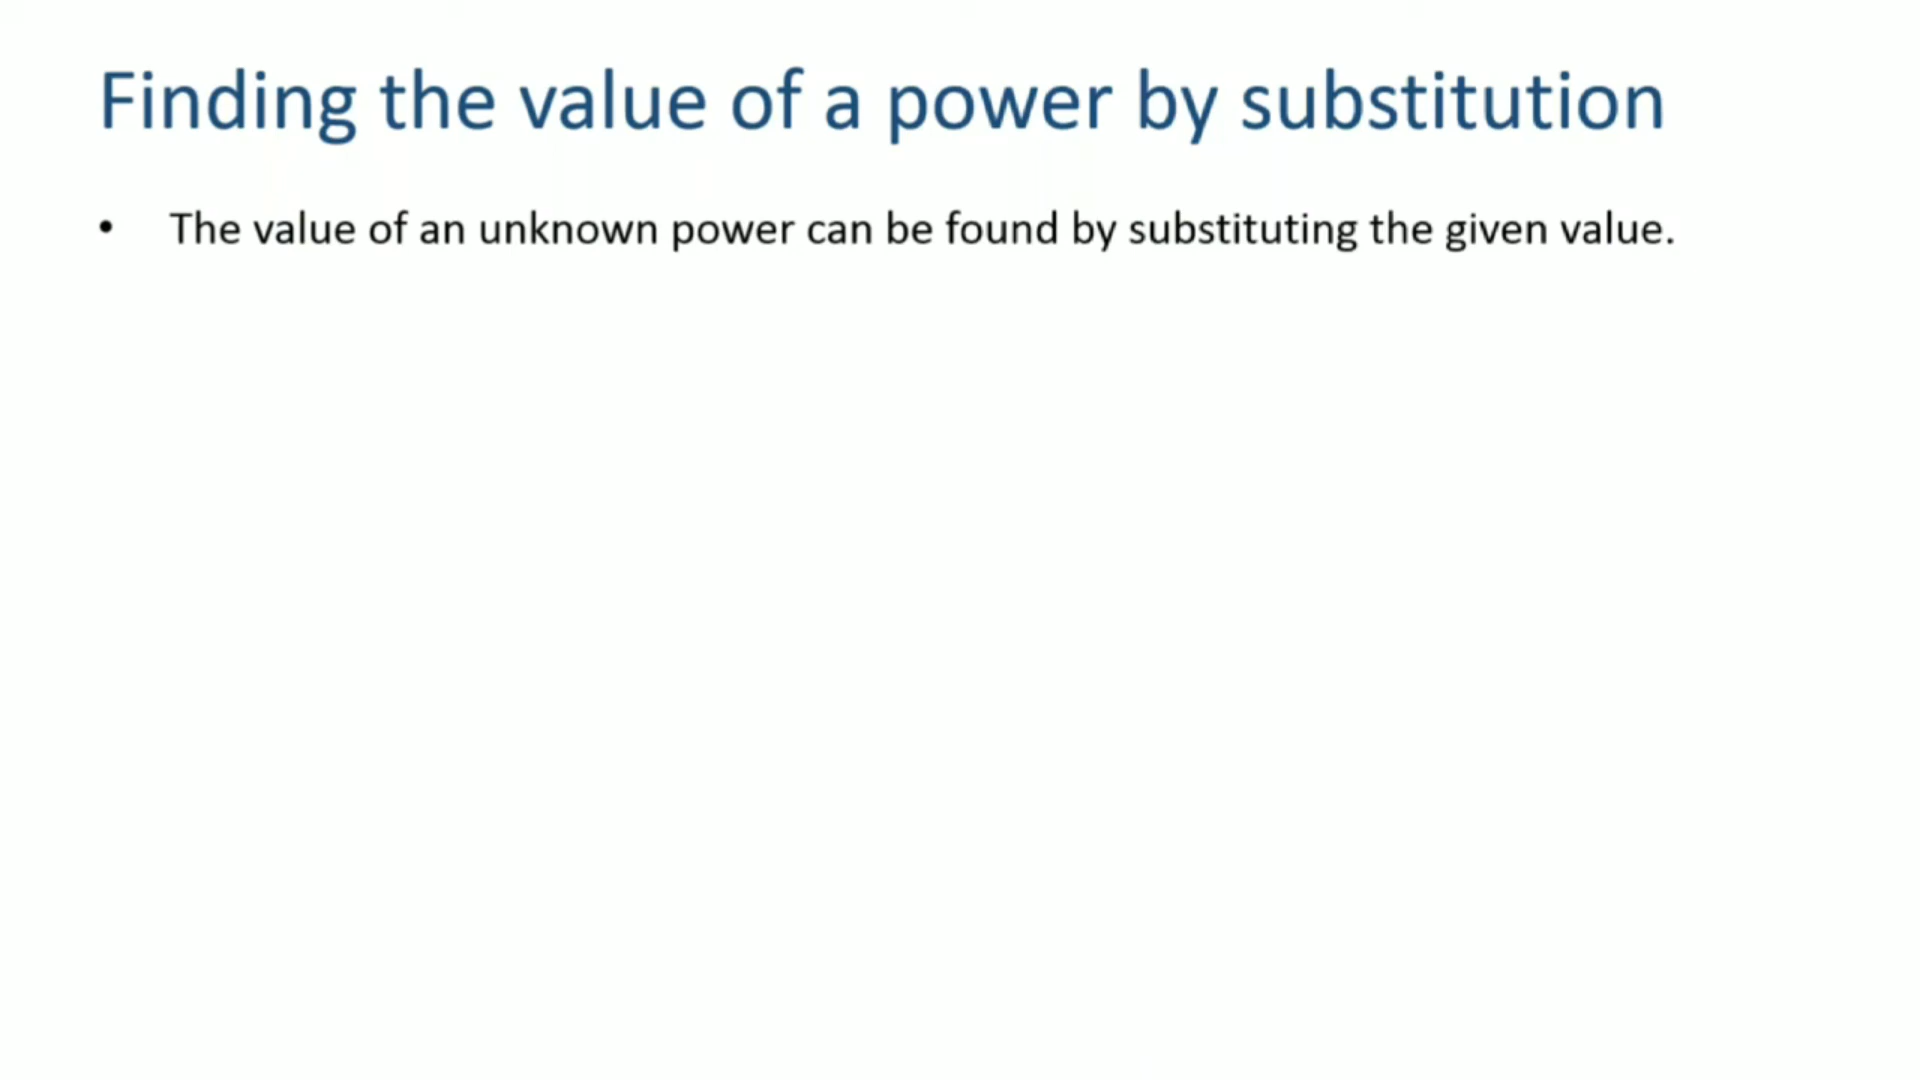 Finding the value of a power by substitution
• The value of an unknown power can be found by substituting the given value.